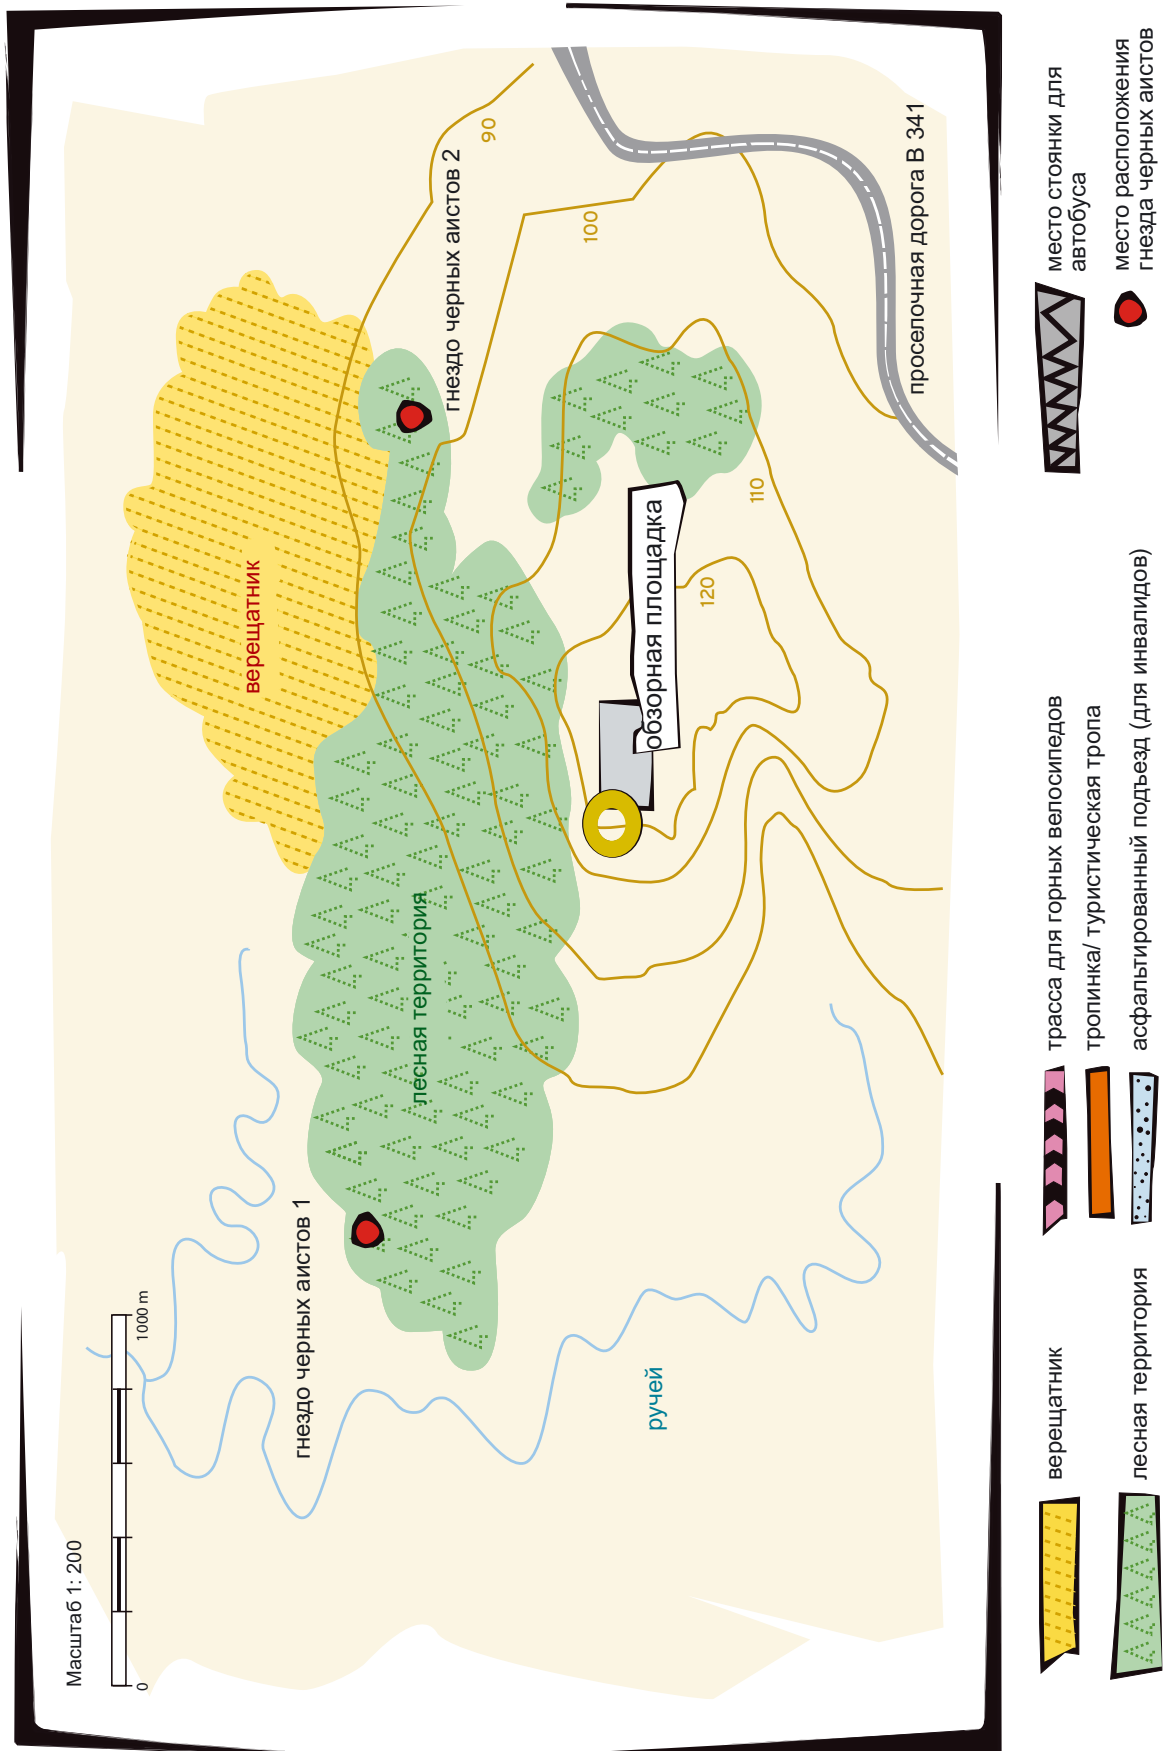 Масштаб 1: 200
0
1000 m
гнездо черных аистов 1
верещатник
лесная территория
гнездо черных аистов 2
90
100
110
120
обзорная площадка
ручей
проселочная дорога В 341
верещатник
лесная территория
трасса для горных велосипедов
тропинка/ туристическая тропа
асфальтированный подъезд (для инвалидов)
место стоянки для
автобуса
место расположения
гнезда черных аистов